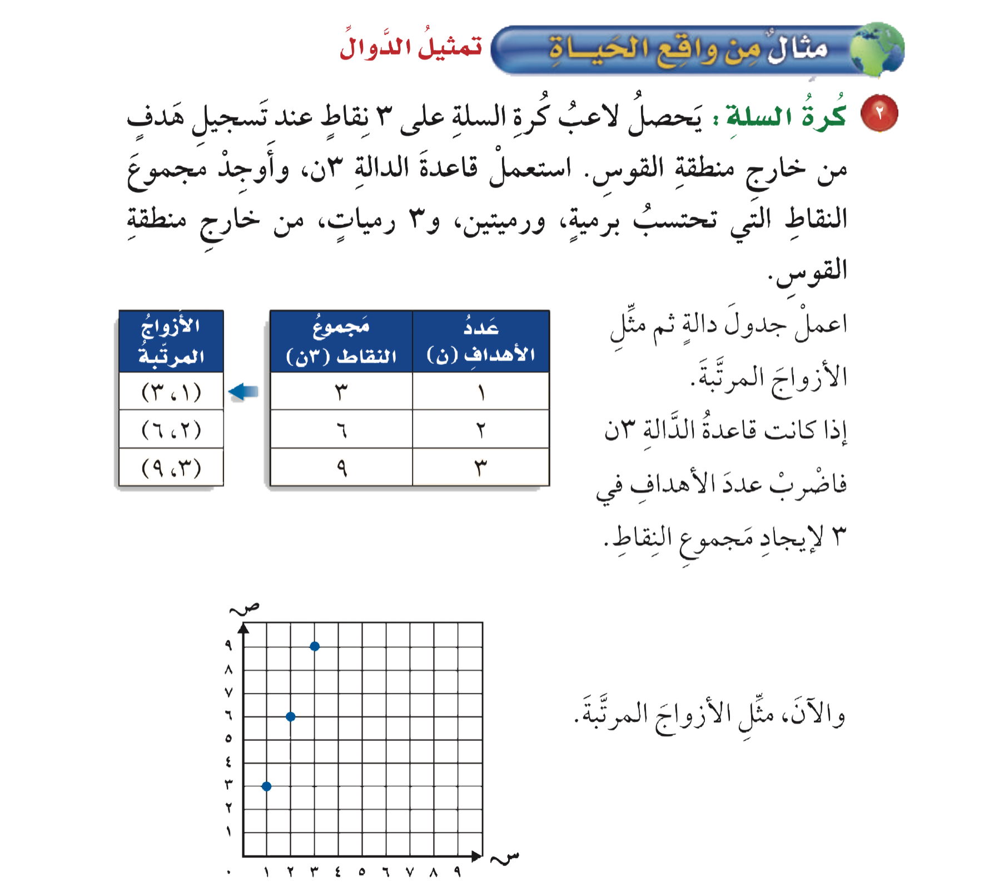 مثالٌ مِن واقِع الحَيـاةِ تمثيلُ الدَّوالِّ
٢ كُرةُ السلةِ: يَحصلُ لاعبُ كُرةِ السلةِ على ٣ نِقاطٍ عند تَسجيلِ هَدفٍ
من خارجِ منطقةِ القوسِ. استعملْ قاعدةَ الدالةِ ٣ن، وأَوجِدْ مجموعَ
النقاطِ التي تحتسبُ برميةٍ، ورميتين، و٣ رمياتٍ، من خارجِ منطقةِ
القوسِ.
اعملْ جدولَ دالةٍ ثم مثِّلِ
الأزواجَ المرتَّبةَ.
إذا كانت قاعدةُ الدَّالةِ ٣ن
فاضْربْ عددَ الأهدافِ في
٣ لإيجادِ مَجموعِ النِقاطِ.
عَددُ مَجموعُ الأزواجُ
الأهدافِ (ن) النقاط (٣ن) المرتّبةُ
١ ٣ (١، ٣)
٢ ٦ (٢، ٦)
٣ ٩ (٣، ٩)
والآنَ، مثِّلِ الأزواجَ المرتَّبةَ.
ص
٩
٨
٧
٦
٥
٤
٣
٢
١
س
٠ ١ ٢ ٣ ٤ ٥ ٦ ٧ ٨ ٩